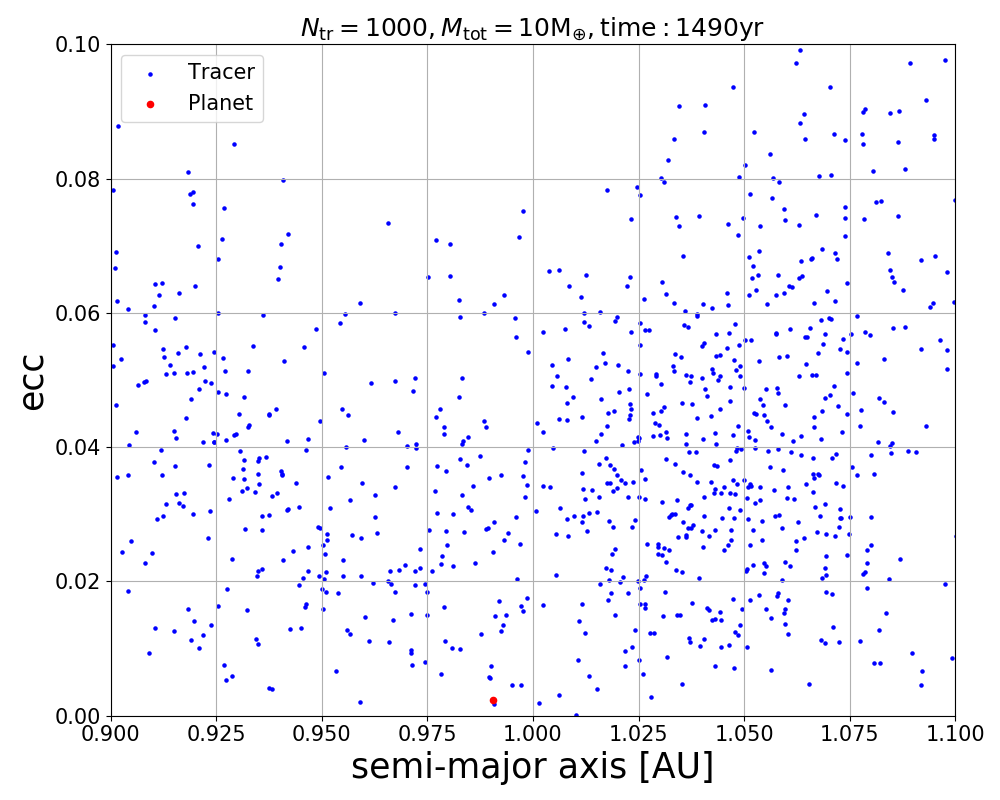 N_tr = 1000, M_tot = 10M_⊕, time : 1490yr
Tracer
Planet
0.10
0.08
0.06
0.04
0.02
0.00
ecc
0.900 0.925 0.950 0.975 1.000 1.025 1.050 1.075 1.100
semi-major axis [AU]